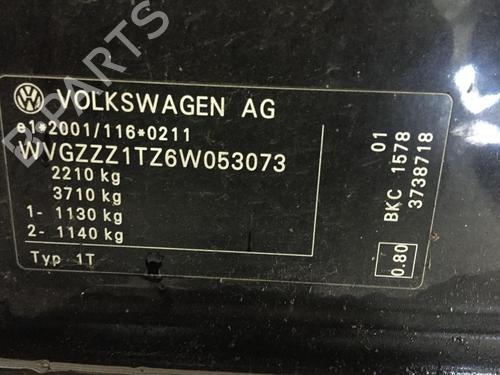 VOLKSWAGEN AG
e1*2001/116*0211
WVGZZZ1TZ6W053073
2210 kg
3710 kg
1- 1130 kg
2- 1140 kg
Typ 1T
01
BKC 1578
3738718
0.80
B-PARTS